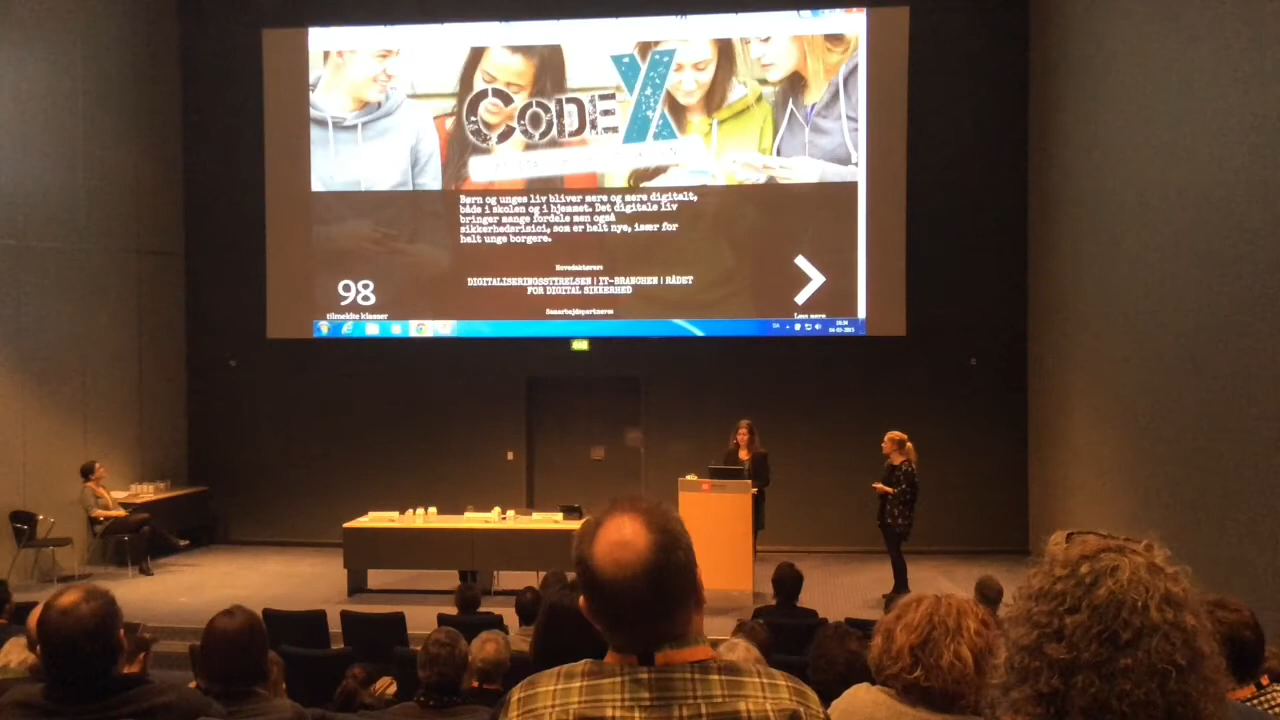 CODEX
Børn og unges liv bliver mere og mere digitalt,
både i skolen og i hjemmet. Det digitale liv
bringer mange fordele men også
sikkerhedsrisici, som er helt nye, især for
helt unge borgere.
Hovedaktører:
DIGITALISERINGSSTYRELSEN | IT-BRANCHEN | RÅDET
FOR DIGITAL SIKKERHED
98
tilmeldte klasser
Samarbejdspartnere:
Læs mere
DA